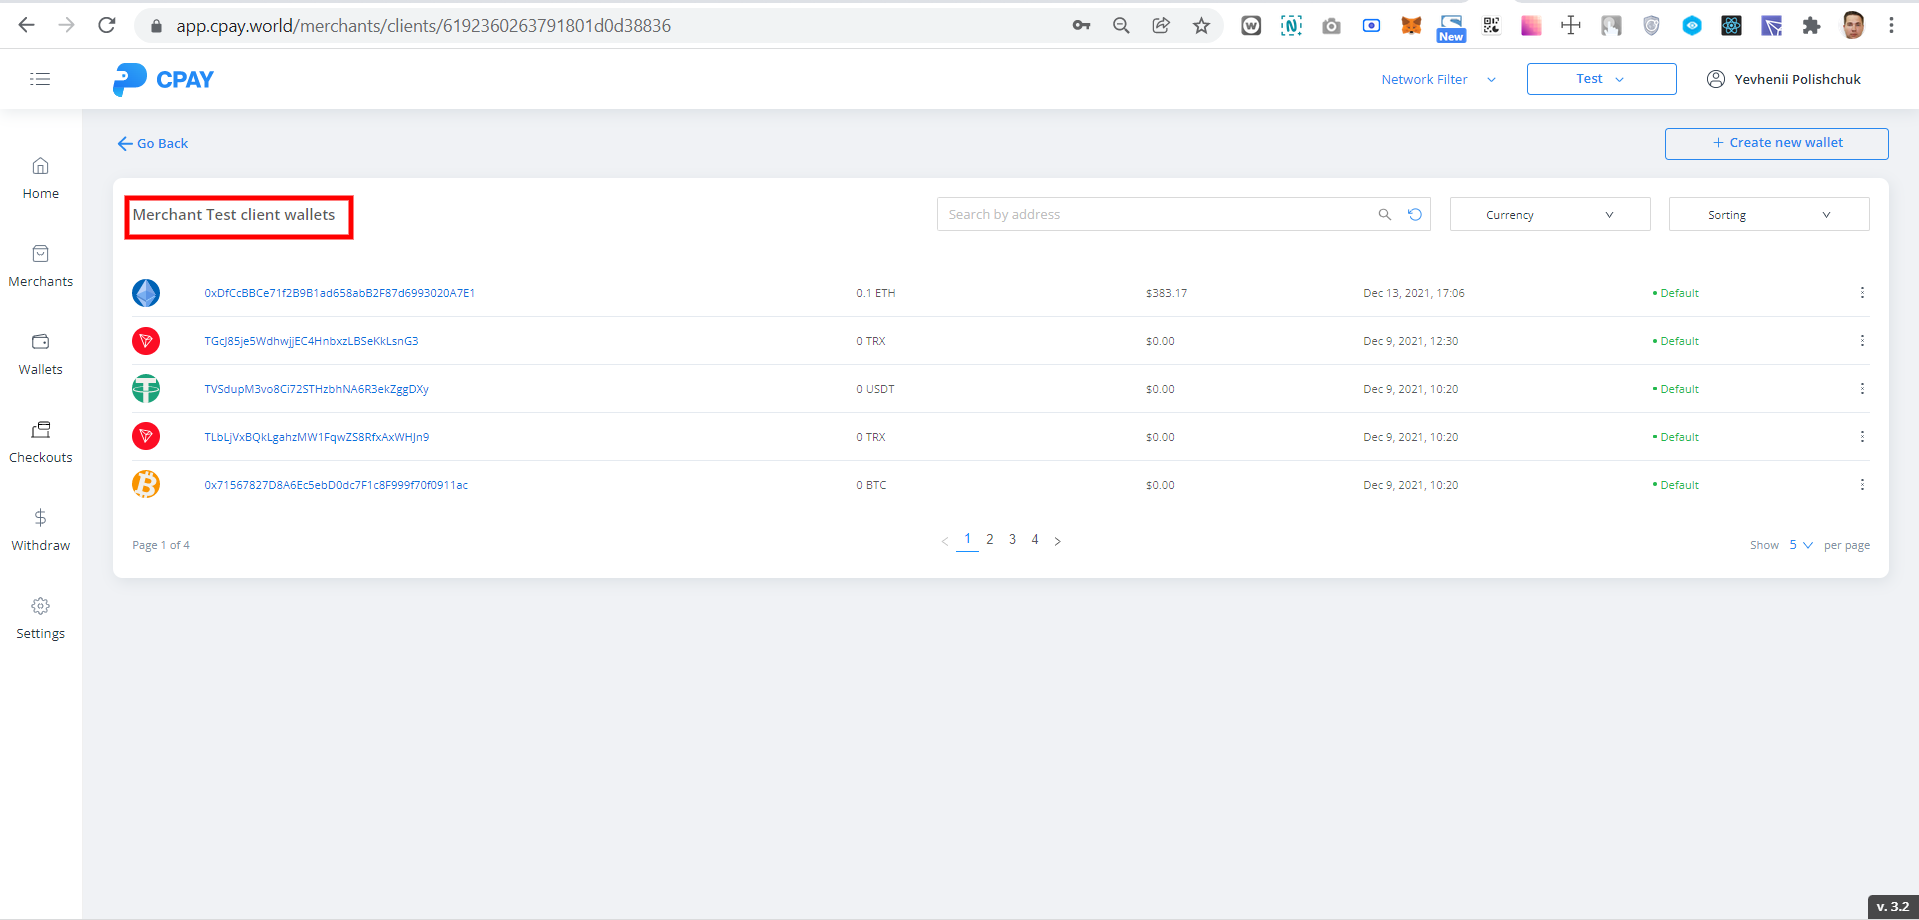 app.cpay.world/merchants/clients/6192360263791801d0d38836
New
CPAY
Network Filter
Test
Yevhenii Polishchuk
Go Back
+ Create new wallet
Home
Merchants
Wallets
Checkouts
Withdraw
Settings
Merchant Test client wallets
Search by address
Currency
Sorting
0xDfCcBBCe71f2B9B1ad658abB2F87d6993020A7E1 0.1 ETH $383.17 Dec 13, 2021, 17:06 Default
TGcJ85je5WdhwjjEC4HnbxzLBSeKkLsnG3 0 TRX $0.00 Dec 9, 2021, 12:30 Default
TVSdupM3vo8Ci72STHzbhNA6R3ekZggDXy 0 USDT $0.00 Dec 9, 2021, 10:20 Default
TLbLjVxBQkLgahzMW1FqwZS8RfxAxWHJn9 0 TRX $0.00 Dec 9, 2021, 10:20 Default
0x71567827D8A6Ec5ebD0dc7F1c8F999f70f0911ac 0 BTC $0.00 Dec 9, 2021, 10:20 Default
Page 1 of 4
< 1 2 3 4 >
Show 5 per page
v. 3.2